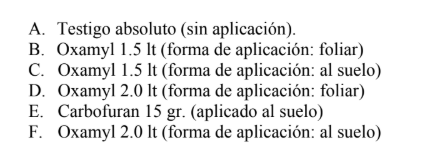 A. Testigo absoluto (sin aplicación).
B. Oxamyl 1.5 lt (forma de aplicación: foliar)
C. Oxamyl 1.5 lt (forma de aplicación: al suelo)
D. Oxamyl 2.0 lt (forma de aplicación: foliar)
E. Carbofuran 15 gr. (aplicado al suelo)
F. Oxamyl 2.0 lt (forma de aplicación: al suelo)